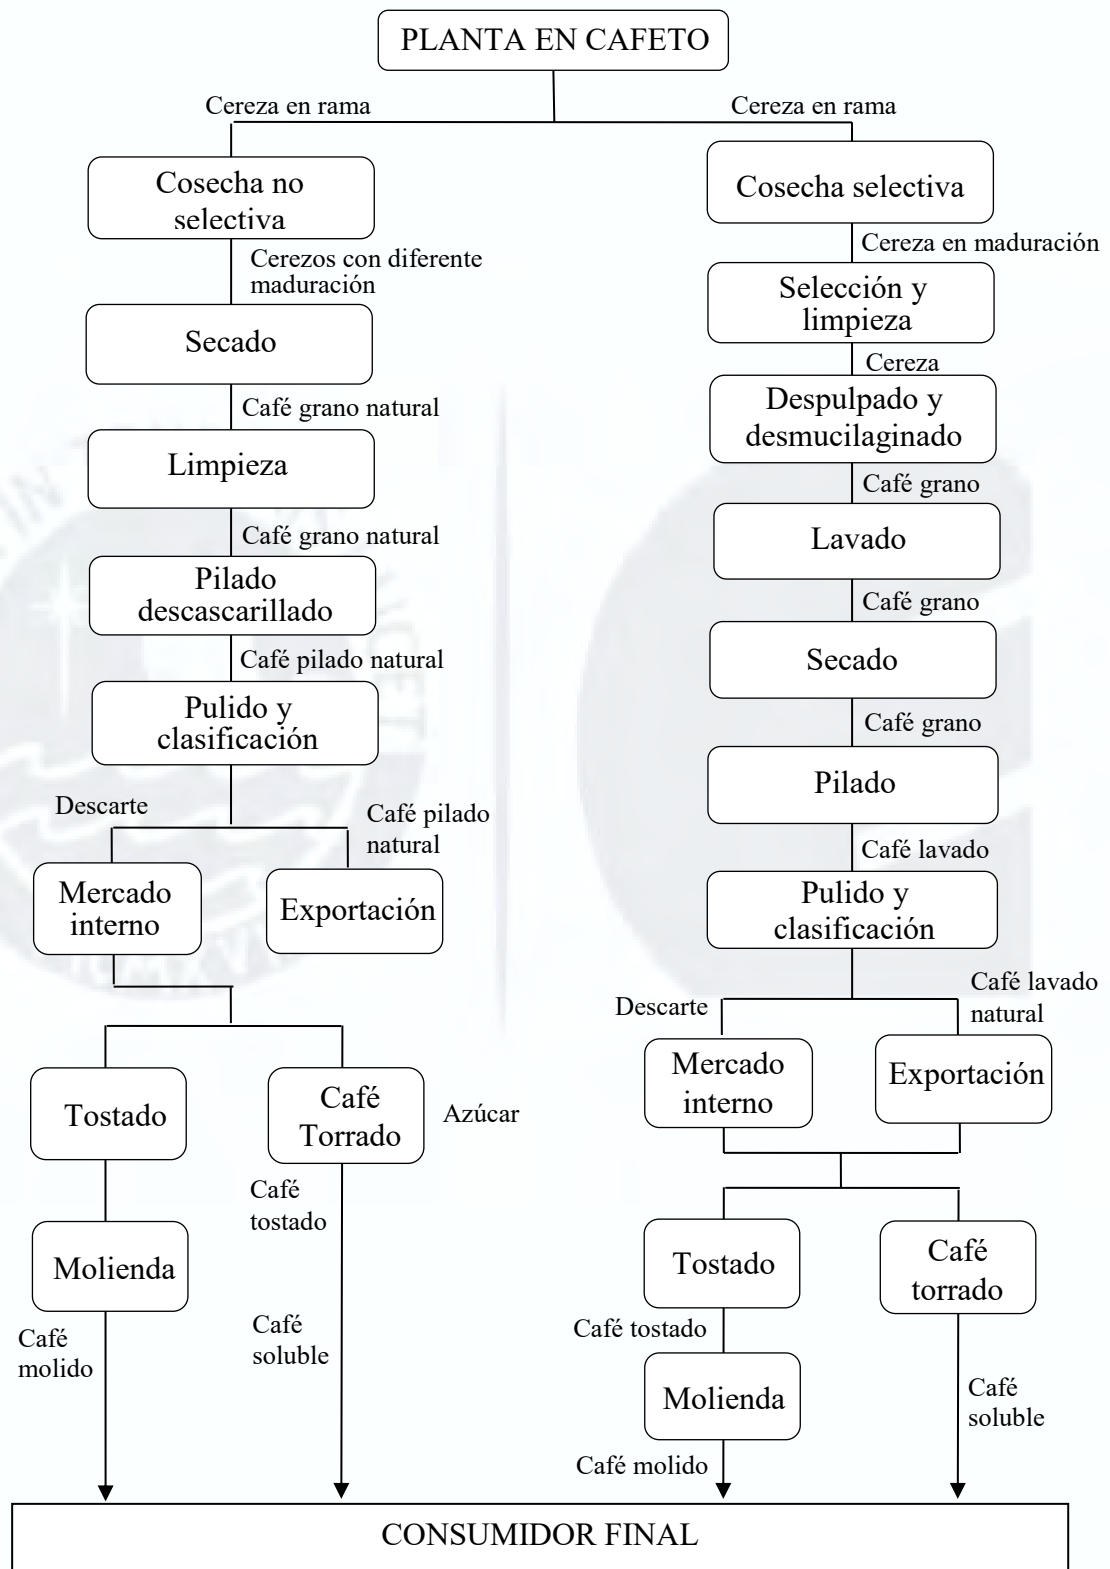 PLANTA EN CAFETO
Cereza en rama
Cereza en rama
Cosecha no
selectiva
Cerezos con diferente
maduración
Secado
Café grano natural
Limpieza
Café grano natural
Pilado
descascarillado
Café pilado natural
Pulido y
clasificación
Descarte
Café pilado
natural
Mercado
interno
Exportación
Tostado
Café
Torrado
Azúcar
Café
tostado
Molienda
Café
molido
Café
soluble
Cosecha selectiva
Cereza en maduración
Selección y
limpieza
Cereza
Despulpado y
desmucilaginado
Café grano
Lavado
Café grano
Secado
Café grano
Pilado
Café lavado
Pulido y
clasificación
Descarte
Café lavado
natural
Mercado
interno
Exportación
Tostado
Café
torrado
Café tostado
Molienda
Café
soluble
Café molido
CONSUMIDOR FINAL